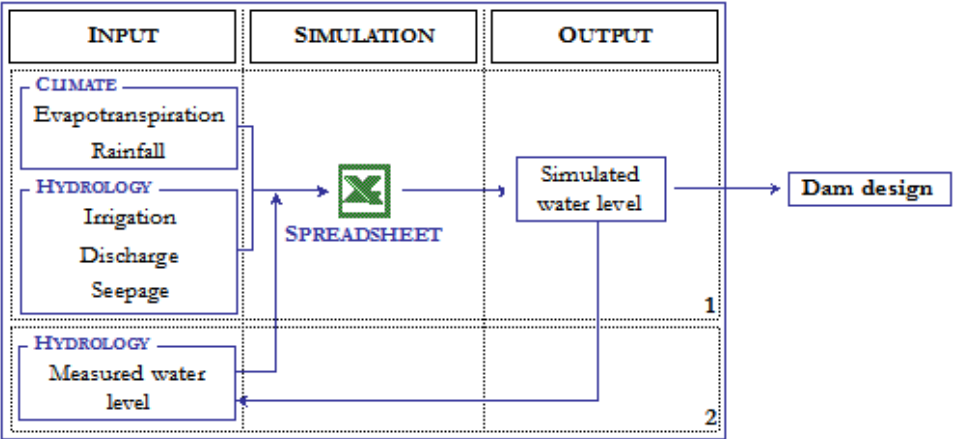 INPUT
SIMULATION
OUTPUT
CLIMATE
Evapotranspiration
Rainfall
HYDROLOGY
Irrigation
Discharge
Seepage
SPREADSHEET
Simulated
water level
Dam design
1
HYDROLOGY
Measured water
level
2